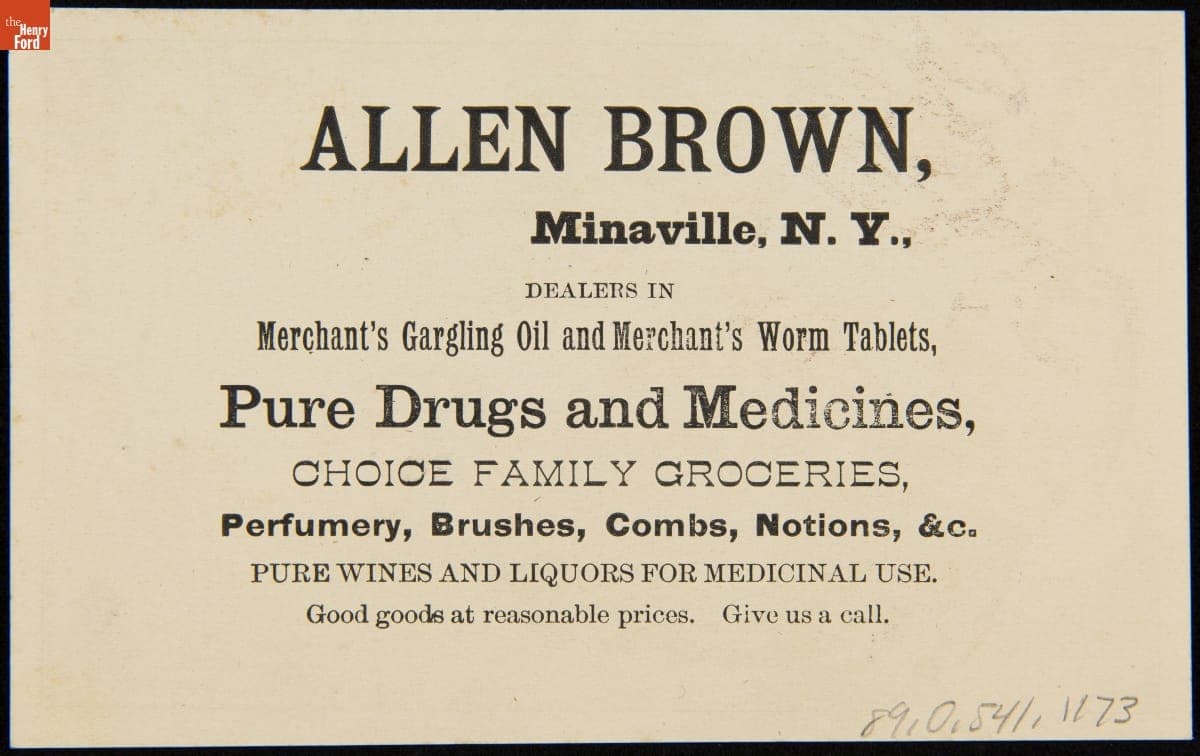 the
Henry
Ford
ALLEN BROWN,
Minaville, N. Y.,
DEALERS IN
Merchant's Gargling Oil and Merchant's Worm Tablets,
Pure Drugs and Medicines,
CHOICE FAMILY GROCERIES,
Perfumery, Brushes, Combs, Notions, &c.
PURE WINES AND LIQUORS FOR MEDICINAL USE.
Good goods at reasonable prices. Give us a call.
89.0.541.1173